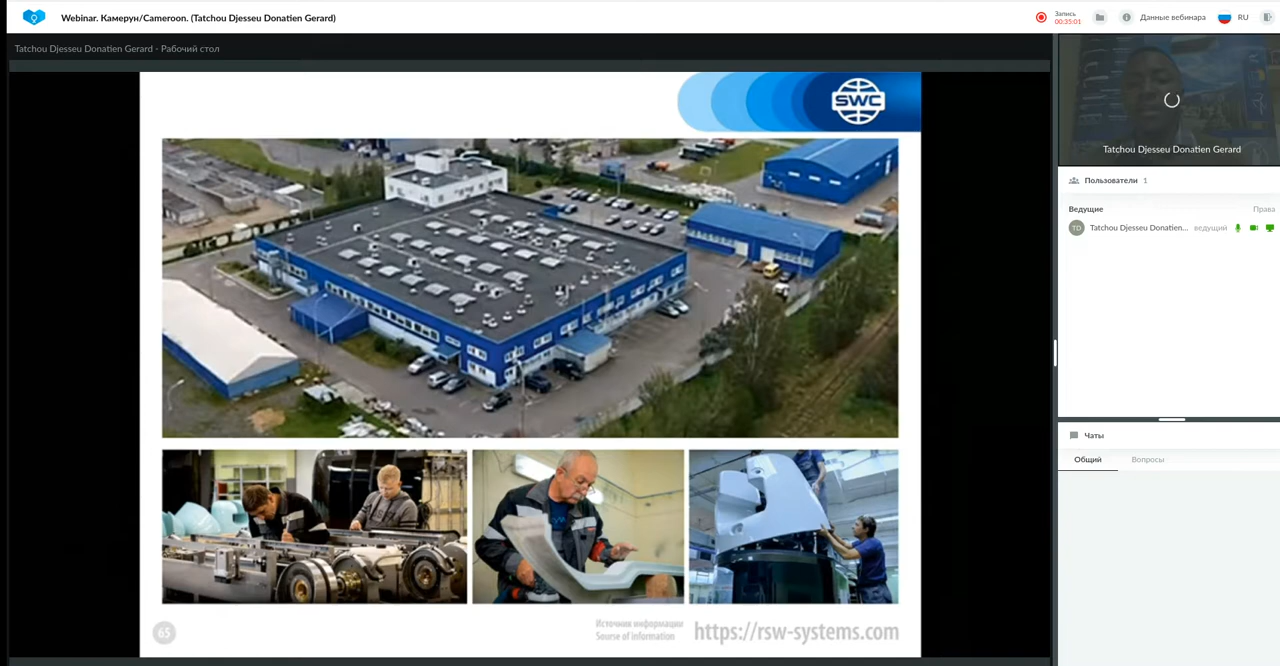 Webinar. Камерун/Cameroon. (Tatchou Djesseu Donatien Gerard)
Запись
00:35:01
Данные вебинара
RU
Tatchou Djesseu Donatien Gerard - Рабочий стол
SWC
Tatchou Djesseu Donatien Gerard
Пользователи 1
Ведущие
Права
TD
Tatchou Djesseu Donatien...
ведущий
Чаты
Общий
Вопросы
65
Источник информации
Sourse of information
https://rsw-systems.com